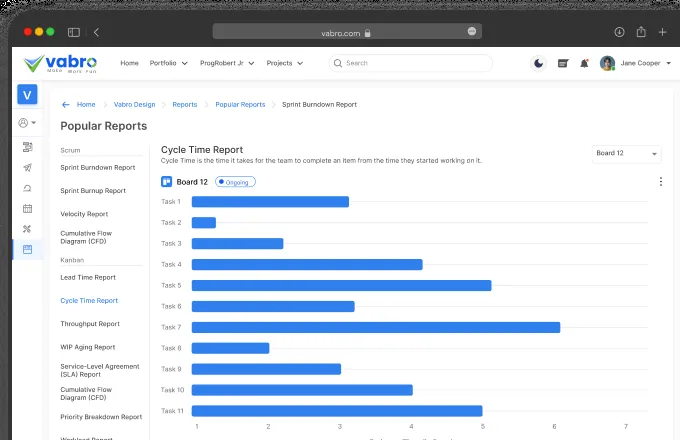 vabro.com
vabro
Make Work Fun
Home Portfolio ProgRobert Jr Projects Search Jane Cooper
V
Home Vabro Design Reports Popular Reports Sprint Burndown Report
Popular Reports
Scrum
Sprint Burndown Report
Sprint Burnup Report
Velocity Report
Cumulative Flow
Diagram (CFD)
Kanban
Lead Time Report
Cycle Time Report
Throughput Report
WIP Aging Report
Service-Level Agreement
(SLA) Report
Cumulative Flow
Diagram (CFD)
Priority Breakdown Report
Workload Report
Cycle Time Report
Cycle Time is the time it takes for the team to complete an item from the time they started working on it.
Board 12
Board 12 Ongoing
Task 1
Task 2
Task 3
Task 4
Task 5
Task 6
Task 7
Task 8
Task 9
Task 10
Task 11
1 2 3 4 5 6 7